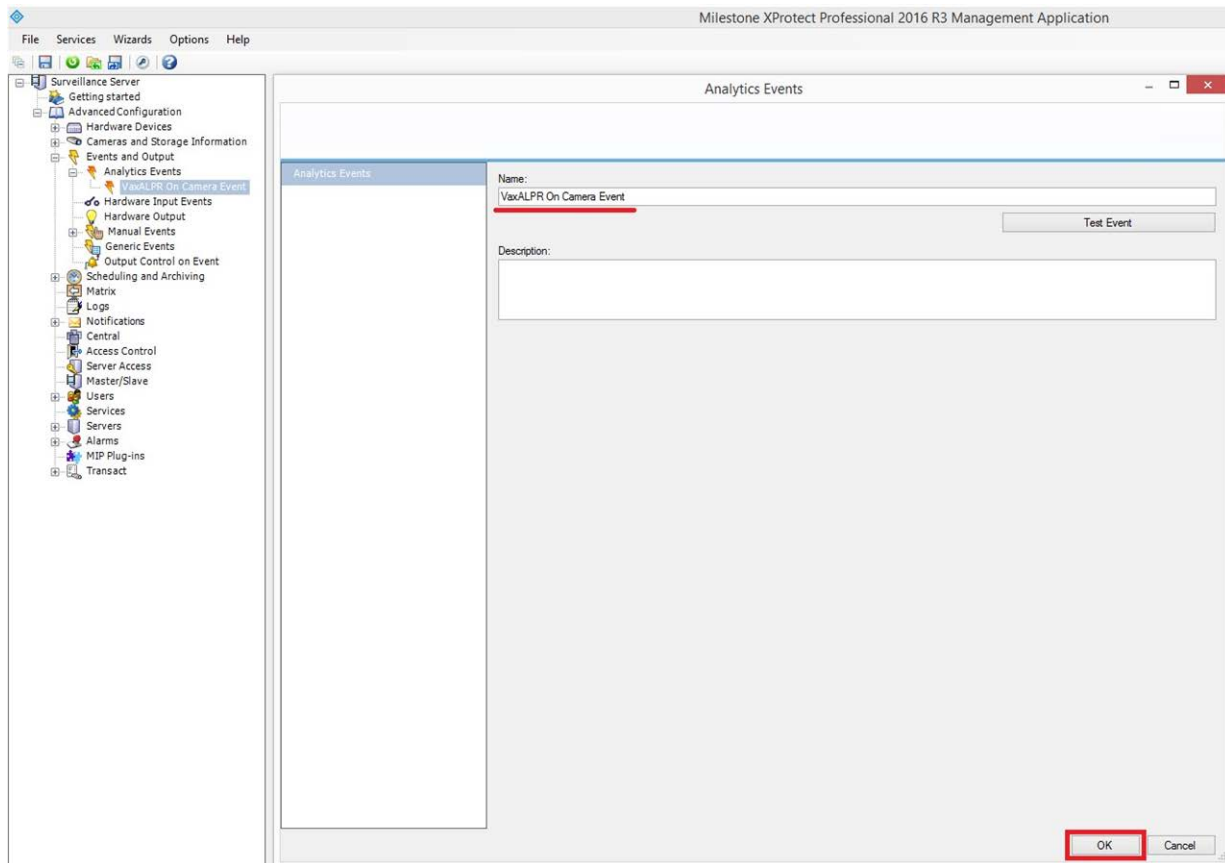 Milestone XProtect Professional 2016 R3 Management Application
File Services Wizards Options Help
Surveillance Server
Getting started
Advanced Configuration
Hardware Devices
Cameras and Storage Information
Events and Output
Analytics Events
VaxALPR On Camera Event
Hardware Input Events
Hardware Output
Manual Events
Generic Events
Output Control on Event
Scheduling and Archiving
Matrix
Logs
Notifications
Central
Access Control
Server Access
Master/Slave
Users
Services
Servers
Alarms
MIP Plug-ins
Transact
Analytics Events
Analytics Events
Name:
VaxALPR On Camera Event
Test Event
Description:
OK Cancel